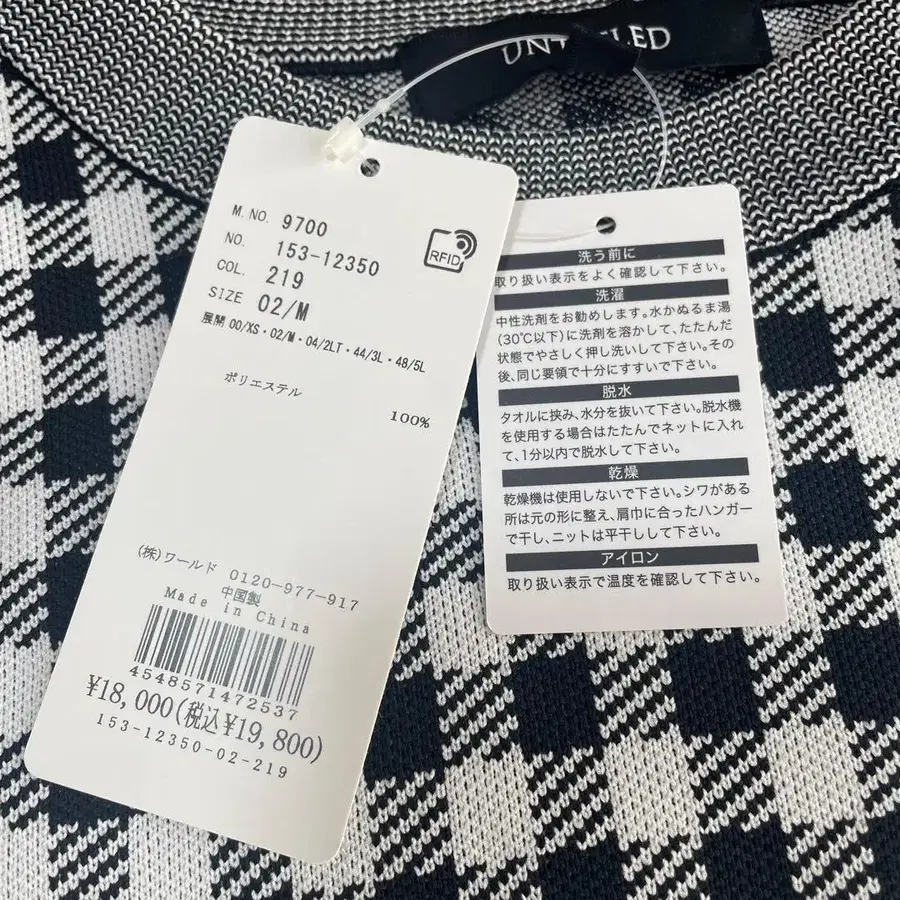 UNTITLED
M. NO. 9700
NO. 153-12350
COL. 219
SIZE 02/M
展開 00/XS・02/M・04/2LT・44/3L・48/5L
RFID
ポリエステル
100%
(株)ワールド 0120-977-917
中国製
Made in China
4548571472537
¥18,000(税込¥19,800)
153-12350-02-219
洗う前に
取り扱い表示をよく確認して下さい。
洗濯
中性洗剤をお勧めします。水かぬるま湯
(30℃以下)に洗剤を溶かして、たたんだ
状態でやさしく押し洗いして下さい。その
後、同じ要領で十分にすすいで下さい。
脱水
タオルに挟み、水分を抜いて下さい。脱水機
を使用する場合はたたんでネットに入れ
て、1分以内で脱水して下さい。
乾燥
乾燥機は使用しないで下さい。シワがある
所は元の形に整え、肩巾に合ったハンガー
で干し、ニットは平干しして下さい。
アイロン
取り扱い表示で温度を確認して下さい。